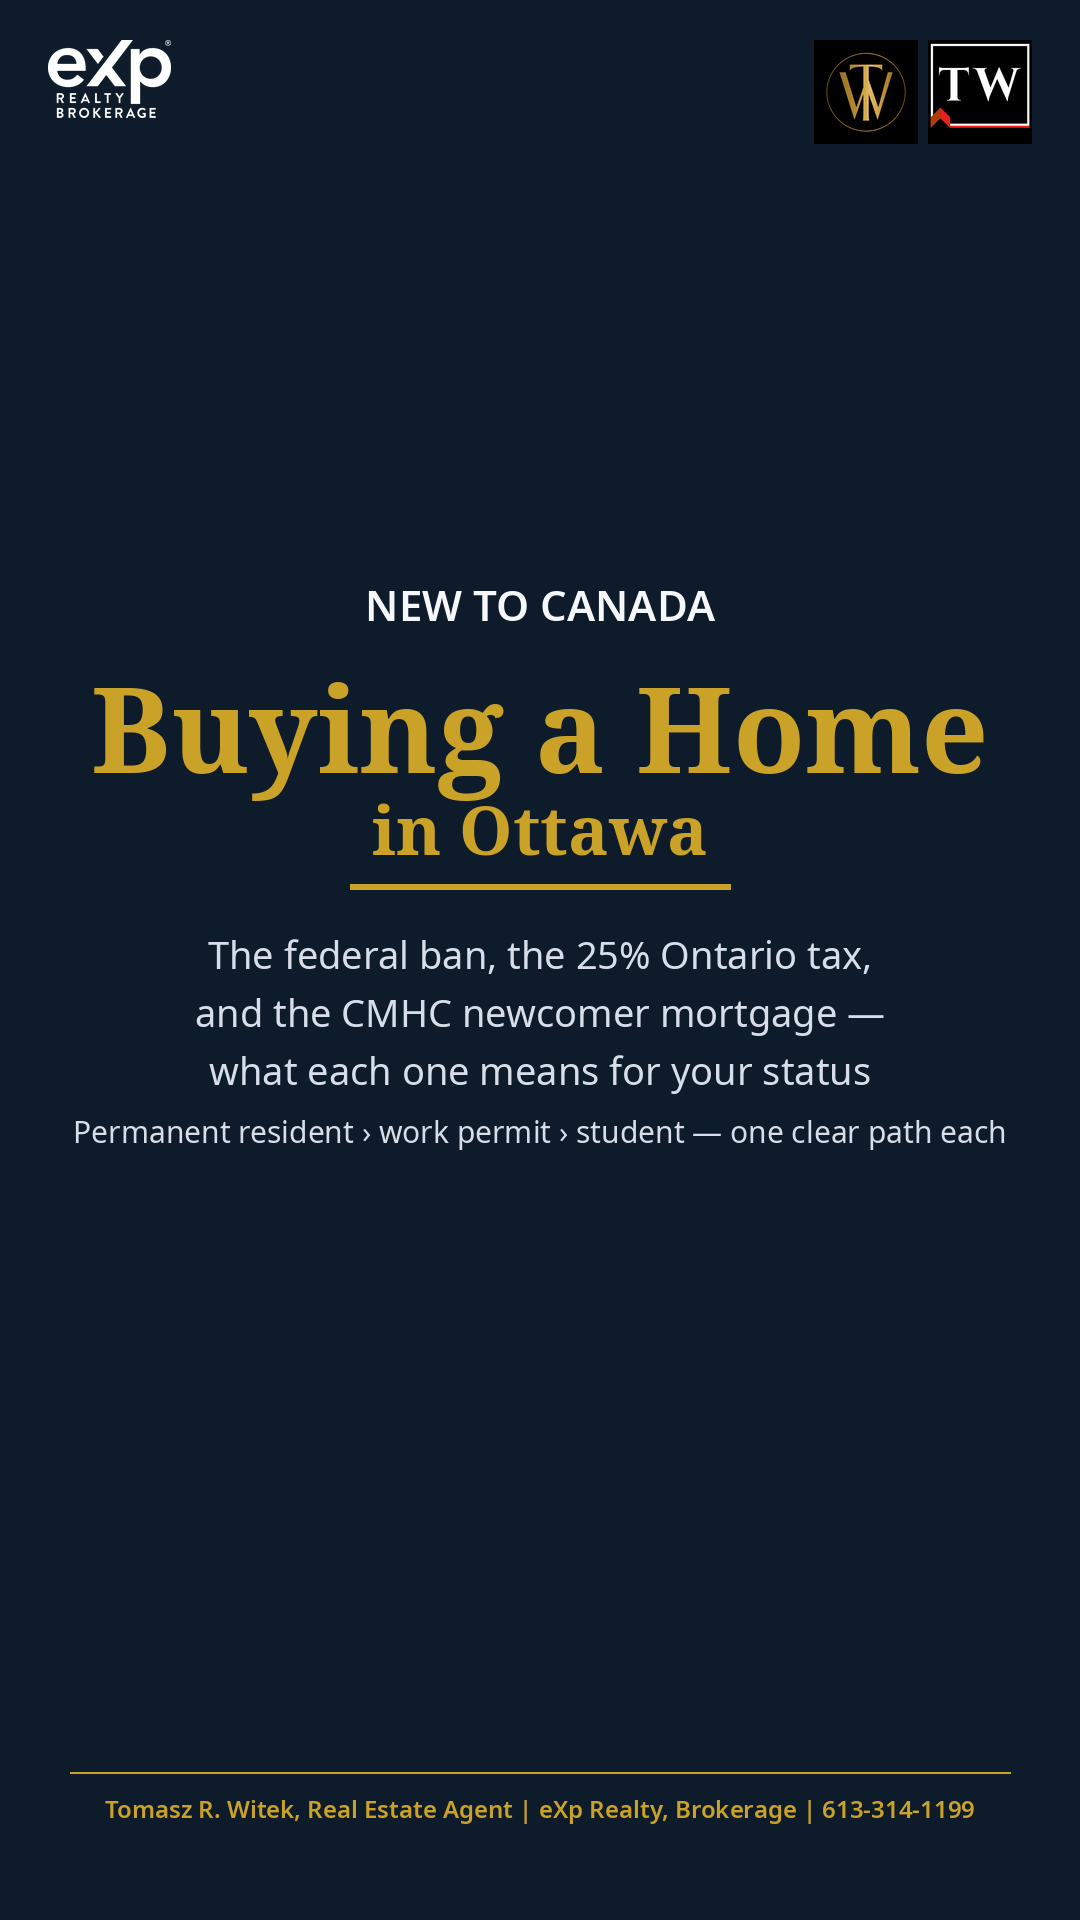 exp®
REALTY
BROKERAGE
TW
TW
NEW TO CANADA
Buying a Home
in Ottawa
The federal ban, the 25% Ontario tax,
and the CMHC newcomer mortgage —
what each one means for your status
Permanent resident › work permit › student — one clear path each
Tomasz R. Witek, Real Estate Agent | eXp Realty, Brokerage | 613-314-1199